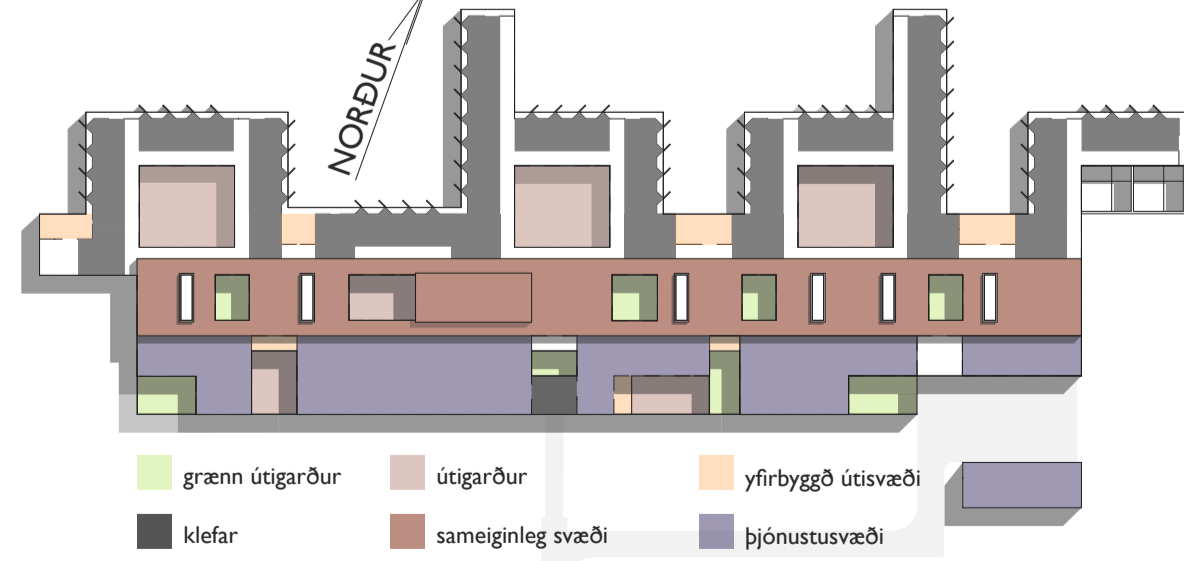 NORÐUR
grænn útigarður
útigarður
yfirbyggð útisvæði
klefar
sameiginleg svæði
þjónustusvæði